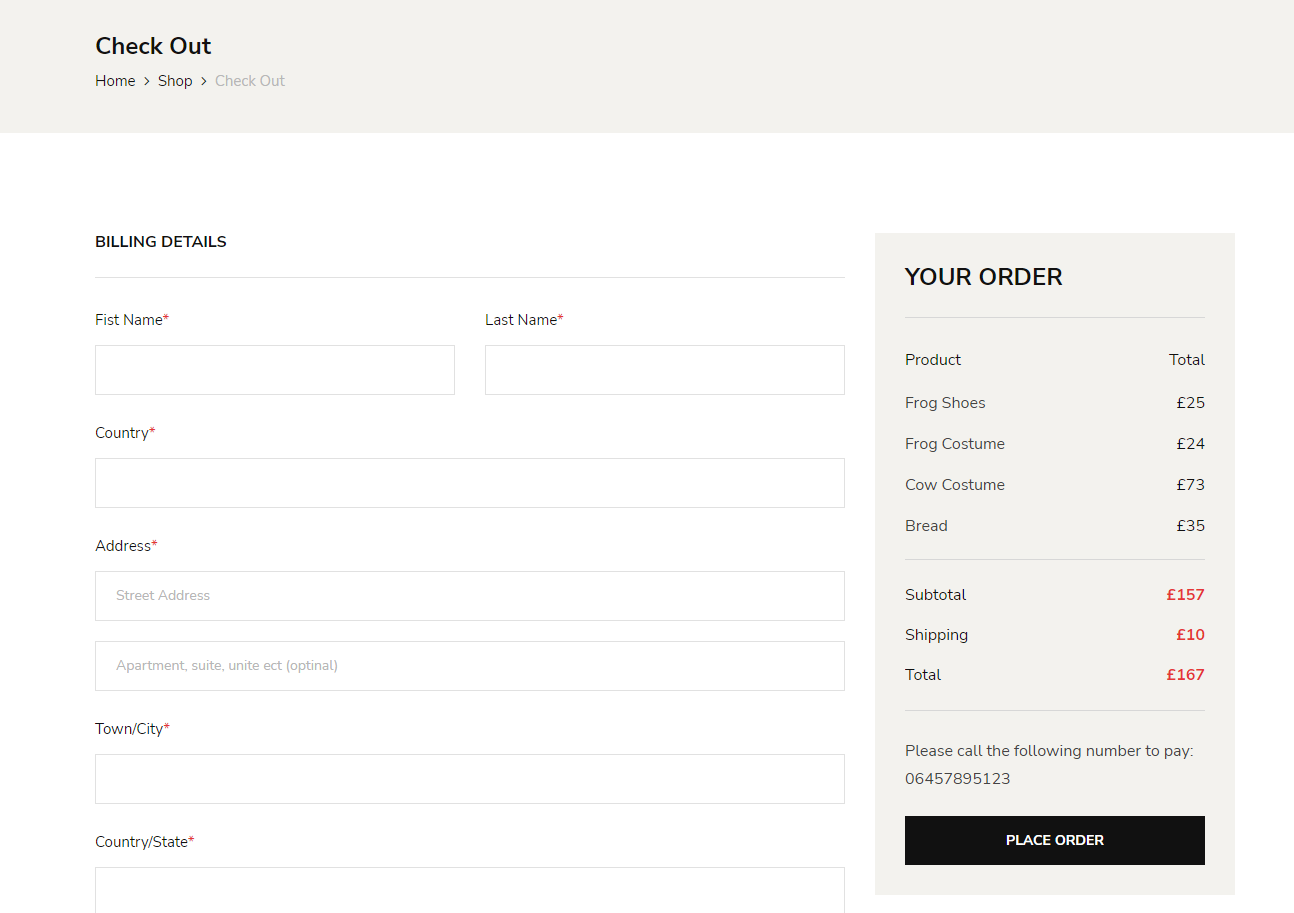 Check Out
Home > Shop > Check Out
BILLING DETAILS
Fist Name* Last Name*
Country*
Address*
Street Address
Apartment, suite, unite ect (optinal)
Town/City*
Country/State*
YOUR ORDER
Product Total
Frog Shoes £25
Frog Costume £24
Cow Costume £73
Bread £35
Subtotal £157
Shipping £10
Total £167
Please call the following number to pay:
06457895123
PLACE ORDER